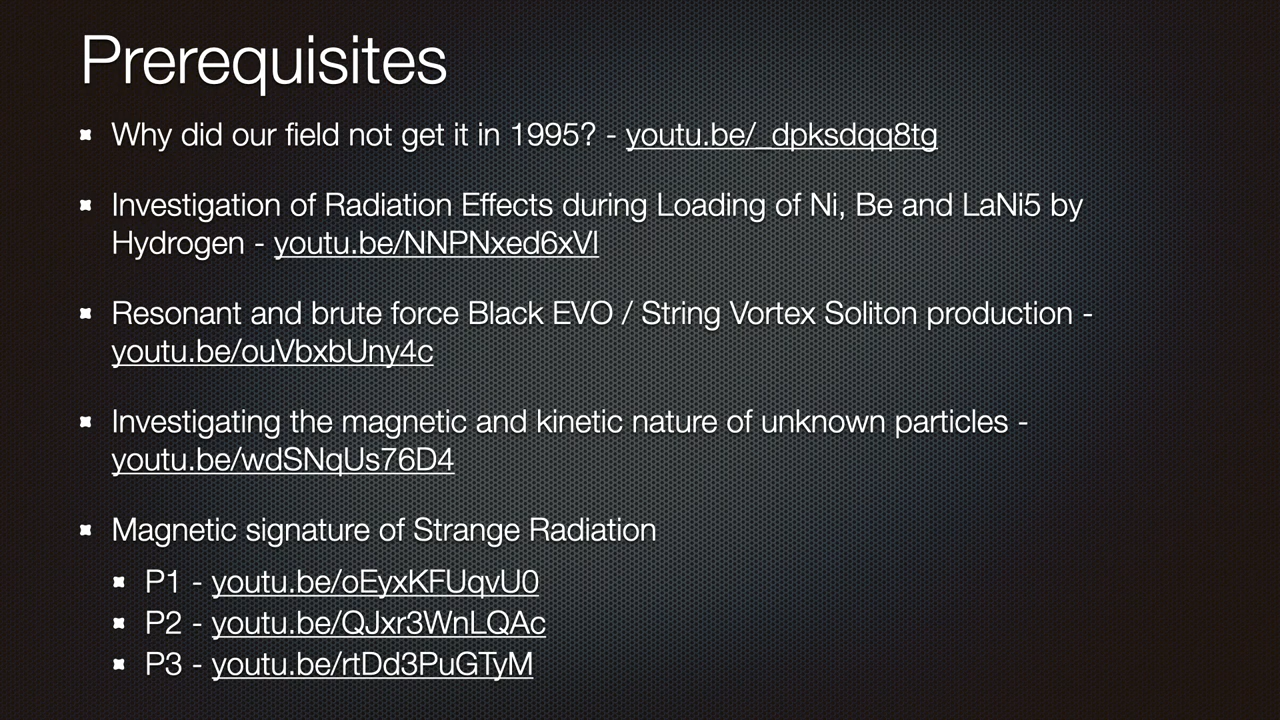 Prerequisites
Why did our field not get it in 1995? - youtu.be/_dpksdqq8tg
Investigation of Radiation Effects during Loading of Ni, Be and LaNi5 by
Hydrogen - youtu.be/NNPNxed6xVI
Resonant and brute force Black EVO / String Vortex Soliton production -
youtu.be/ouVbxbUny4c
Investigating the magnetic and kinetic nature of unknown particles -
youtu.be/wdSNqUs76D4
Magnetic signature of Strange Radiation
P1 - youtu.be/oEyxKFUqvU0
P2 - youtu.be/QJxr3WnLQAc
P3 - youtu.be/rtDd3PuGTyM